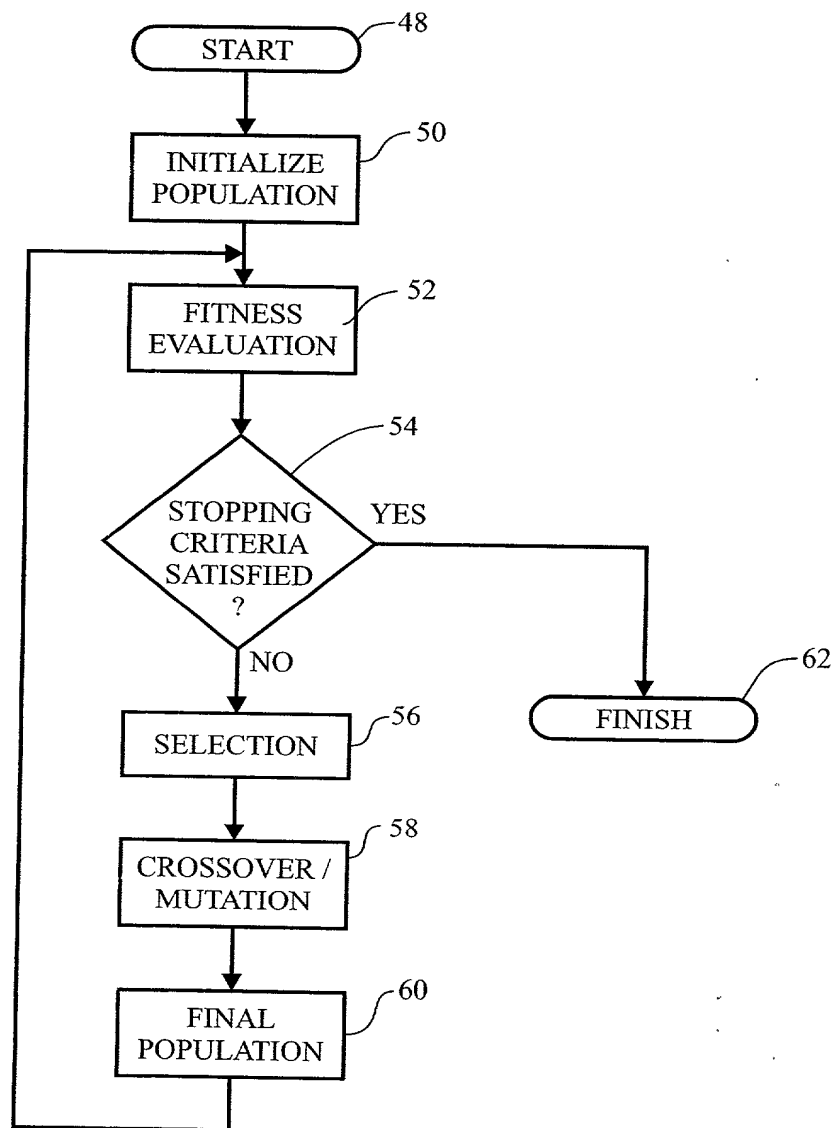 START
48
INITIALIZE
POPULATION
50
FITNESS
EVALUATION
52
STOPPING
CRITERIA
SATISFIED
?
54
YES
NO
SELECTION
56
FINISH
62
CROSSOVER /
MUTATION
58
FINAL
POPULATION
60